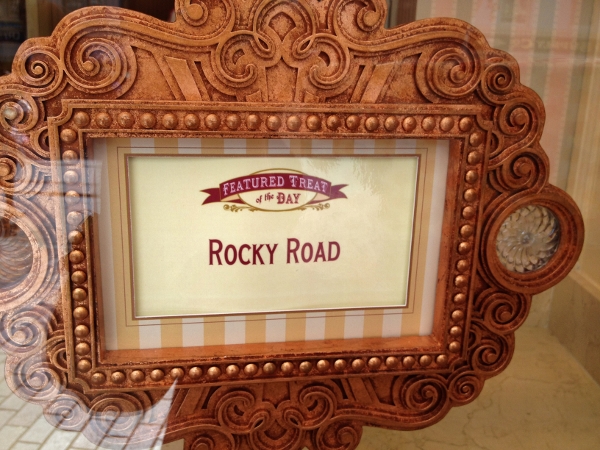 Featured Treat
of the Day
Rocky Road